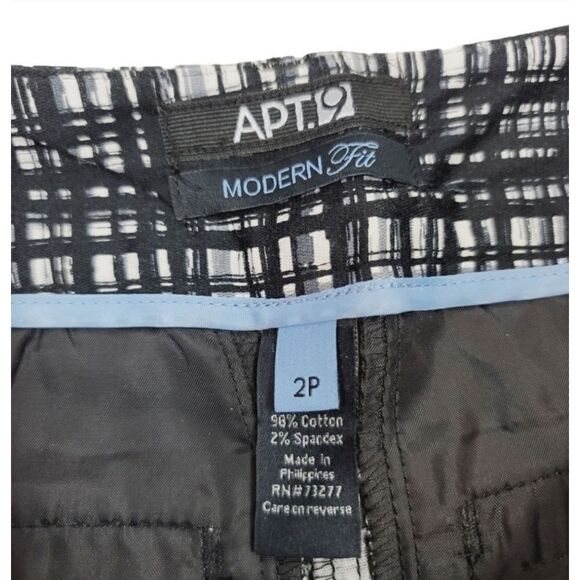 APT.9
MODERN Fit
2P
98% Cotton
2% Spandex
Made in
Philippines
RN#73277
Care on reverse